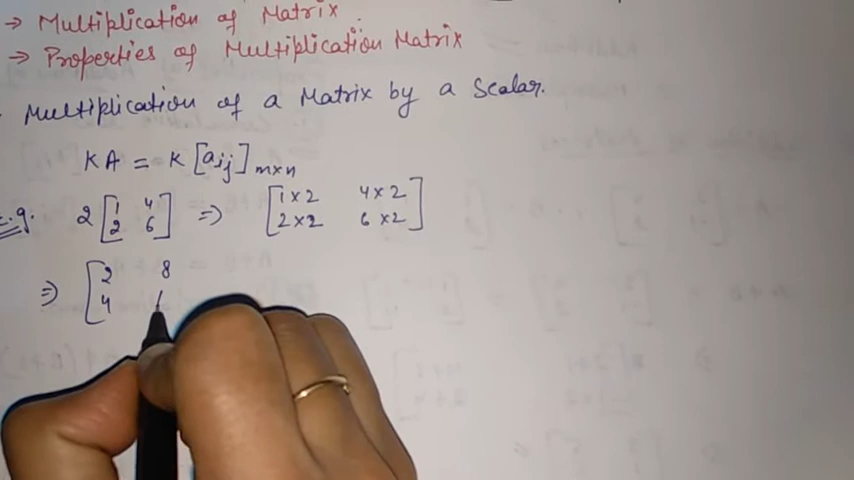 → Multiplication of Matrix.
→ Properties of Multiplication Matrix
Multiplication of a Matrix by a Scalar.
KA = K [aij]m×n
e.g. 2 [1 4 ⇒ [1×2 4×2
2 6] 2×2 6×2]
⇒ [2 8
4